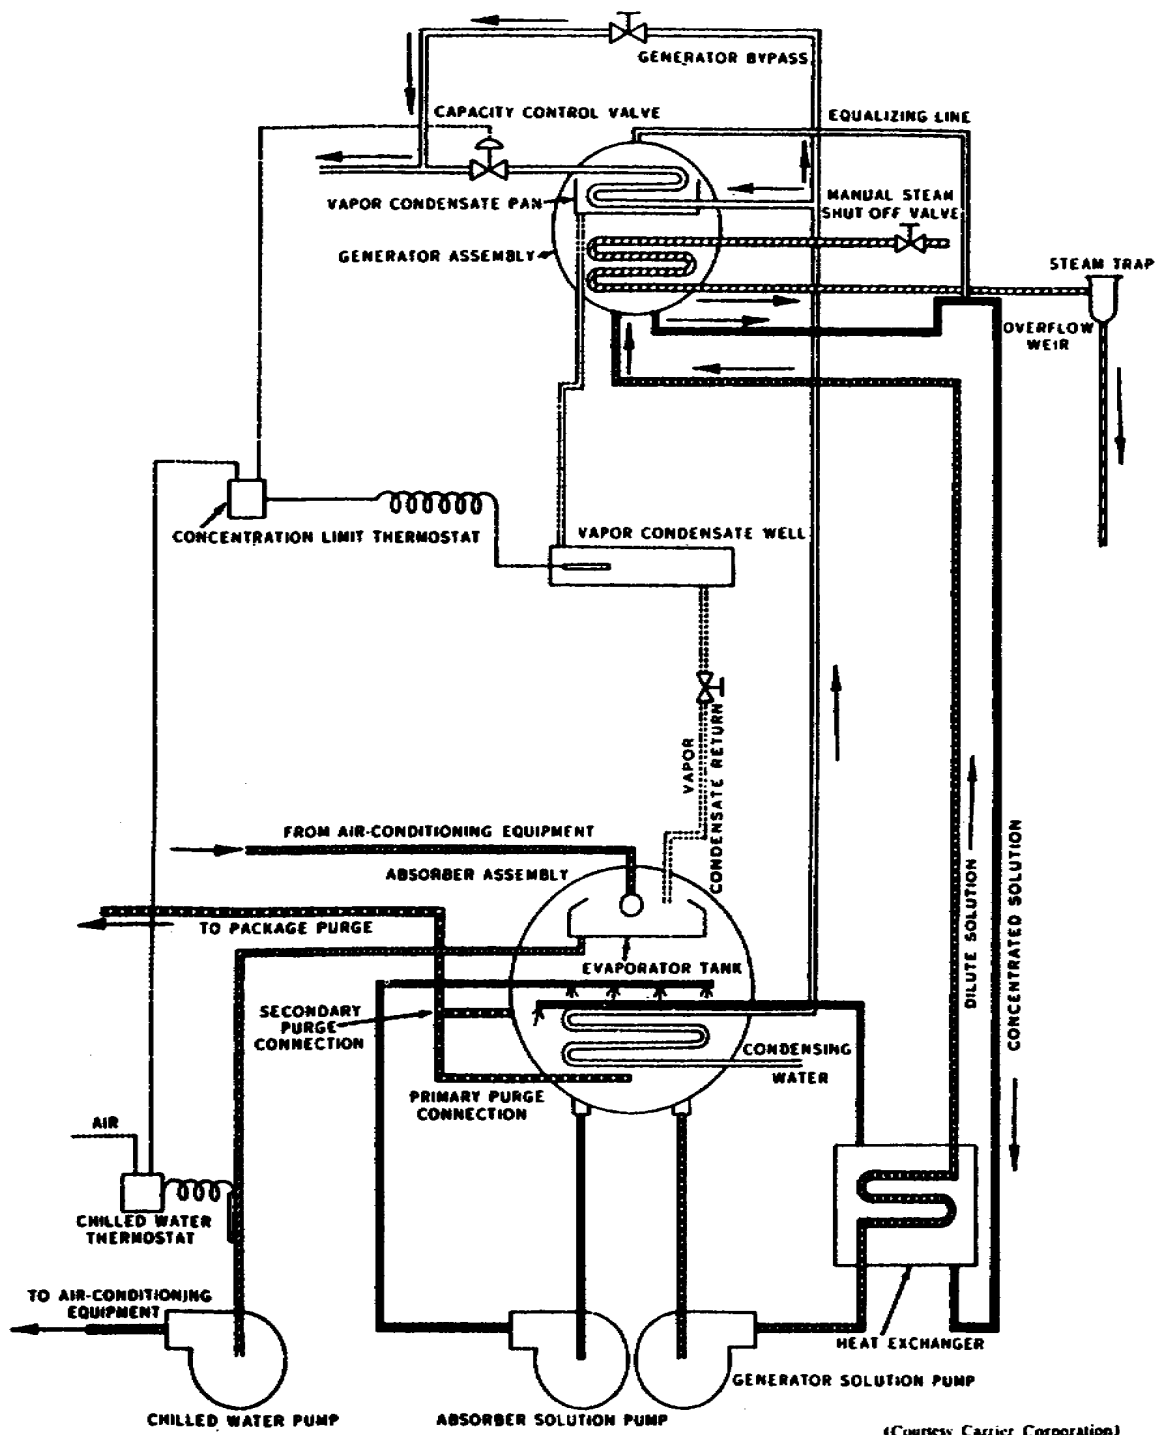 GENERATOR BYPASS
CAPACITY CONTROL VALVE
EQUALIZING LINE
VAPOR CONDENSATE PAN
MANUAL STEAM
SHUT OFF VALVE
GENERATOR ASSEMBLY
STEAM TRAP
OVERFLOW
WEIR
CONCENTRATION LIMIT THERMOSTAT
VAPOR CONDENSATE WELL
VAPOR
CONDENSATE RETURN
FROM AIR-CONDITIONING EQUIPMENT
ABSORBER ASSEMBLY
TO PACKAGE PURGE
EVAPORATOR TANK
DILUTE SOLUTION
CONCENTRATED SOLUTION
SECONDARY
PURGE
CONNECTION
CONDENSING
WATER
PRIMARY PURGE
CONNECTION
AIR
CHILLED WATER
THERMOSTAT
TO AIR-CONDITIONING
EQUIPMENT
HEAT EXCHANGER
GENERATOR SOLUTION PUMP
CHILLED WATER PUMP
ABSORBER SOLUTION PUMP
(Courtesy Carrier Corporation)